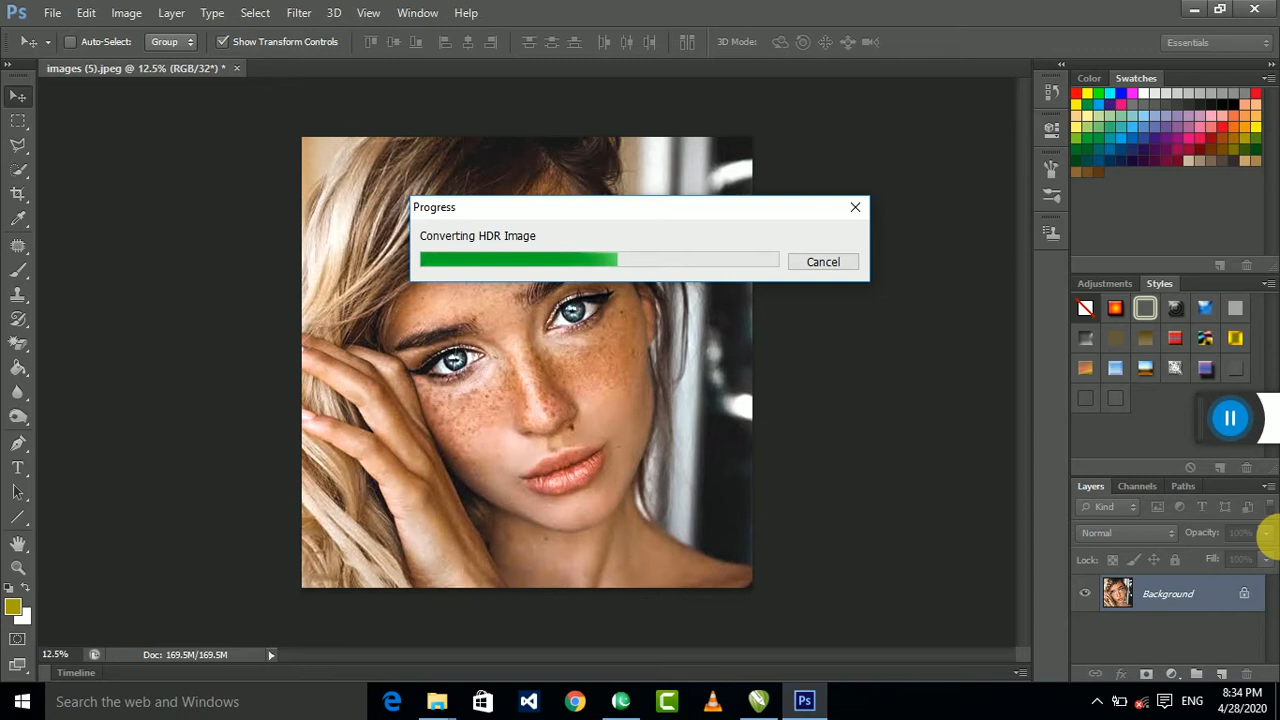 Ps File Edit Image Layer Type Select Filter 3D View Window Help
Auto-Select: Group Show Transform Controls 3D Mode: Essentials
images (5).jpeg @ 12.5% (RGB/32*) * ×
Color Swatches
Progress
Converting HDR Image
Cancel
Adjustments Styles
Layers Channels Paths
Kind
Normal Opacity: 100%
Lock: Fill: 100%
Background
12.5% Doc: 169.5M/169.5M
Timeline
Search the web and Windows
ENG
8:34 PM
4/28/2020